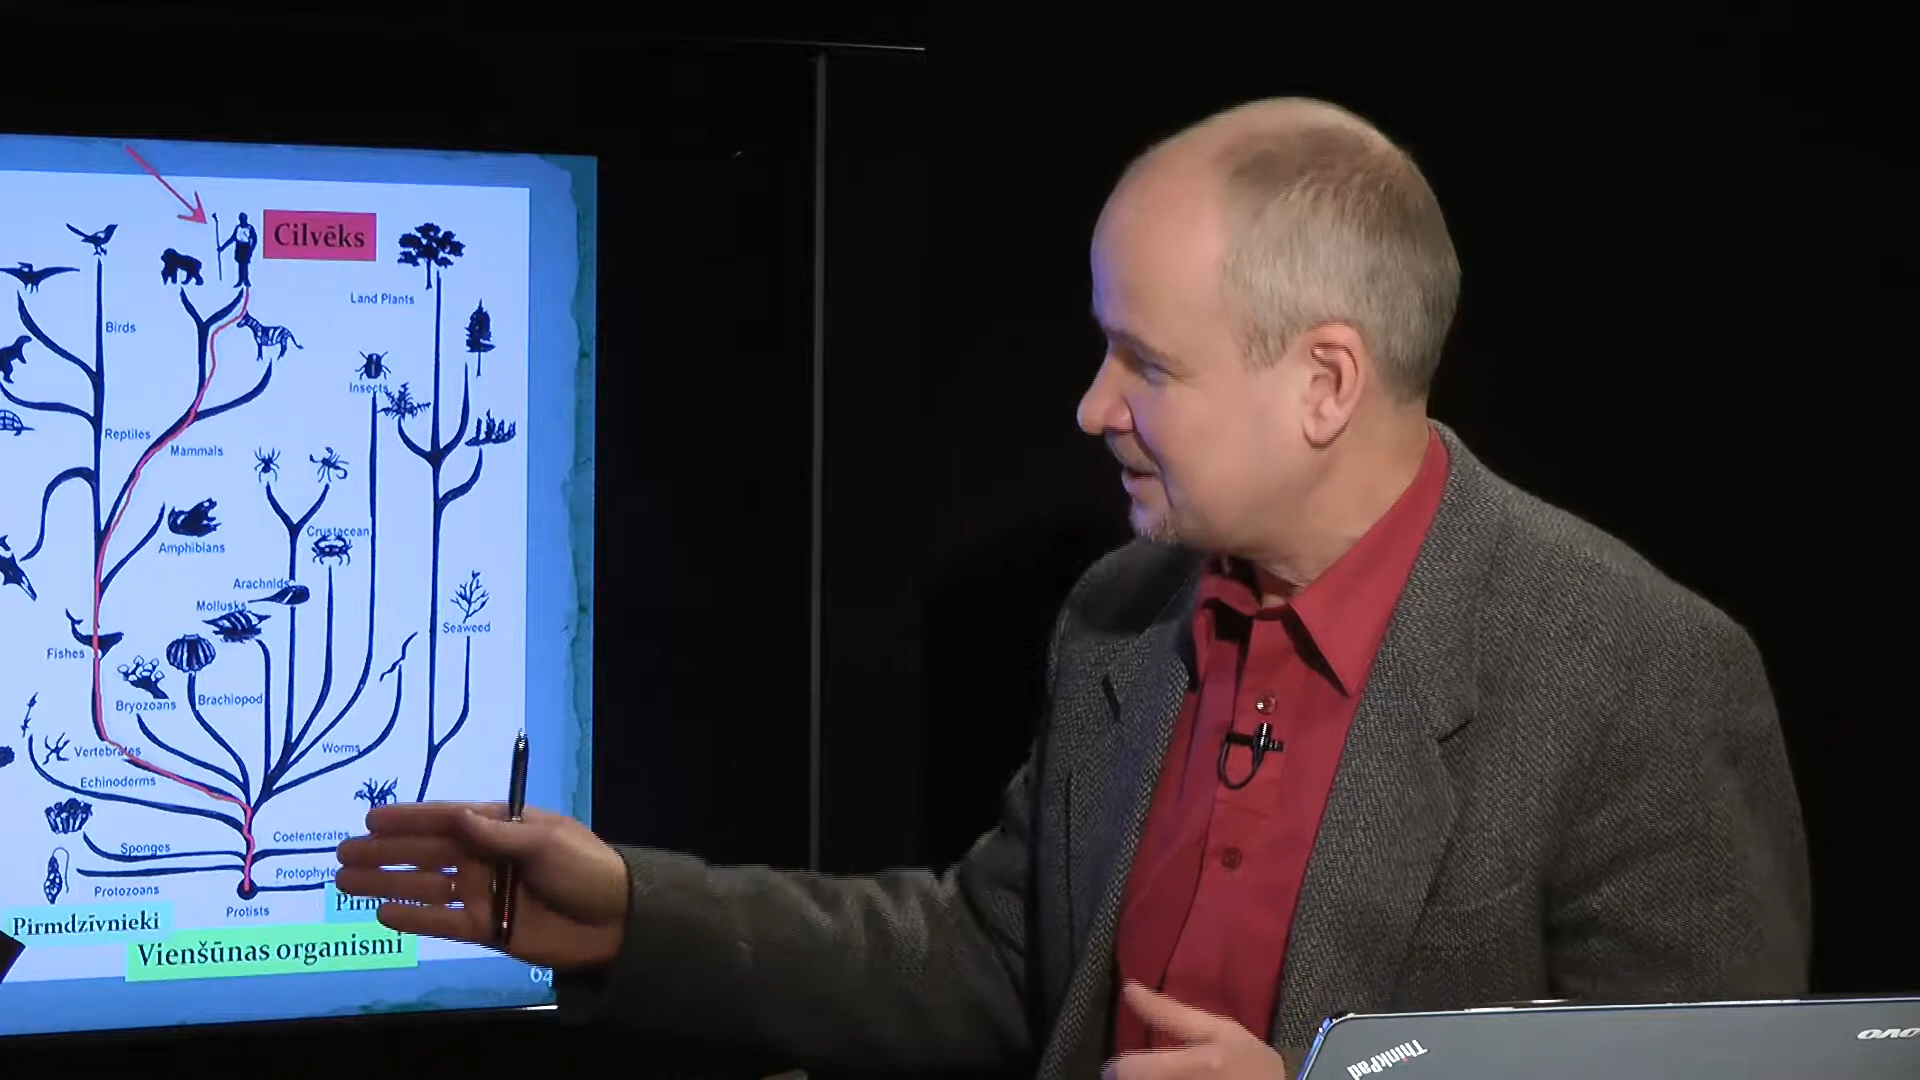 Cilvēks
Land Plants
Birds
Insects
Reptiles
Mammals
Crustacean
Amphibians
Arachnids
Mollusks
Seaweed
Fishes
Brachiopod
Bryozoans
Worms
Vertebrates
Echinoderms
Coelenterates
Sponges
Protozoans
Protists
Pirmdzīvnieki
Vienšūnas organismi
64
ThinkPad